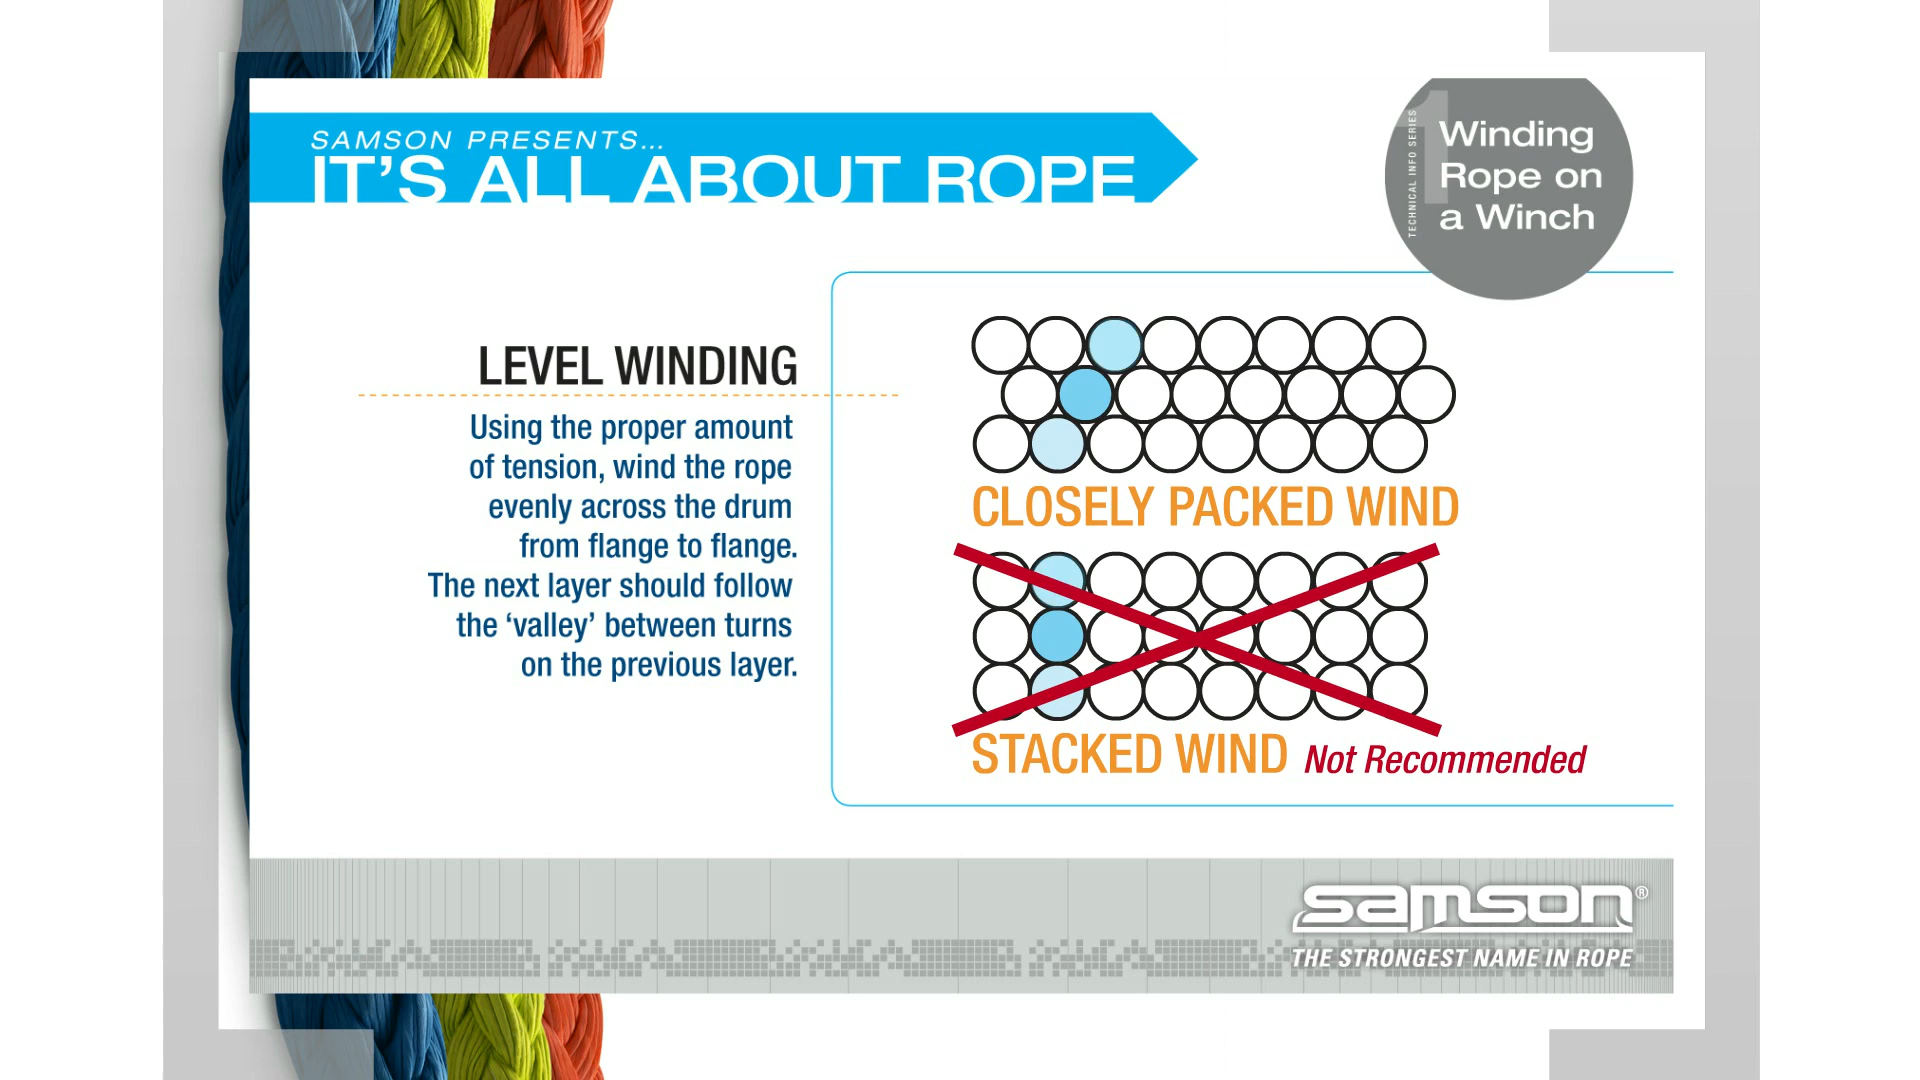 SAMSON PRESENTS...
IT'S ALL ABOUT ROPE
TECHNICAL INFO SERIES
1
Winding
Rope on
a Winch
LEVEL WINDING
Using the proper amount
of tension, wind the rope
evenly across the drum
from flange to flange.
The next layer should follow
the ‘valley’ between turns
on the previous layer.
CLOSELY PACKED WIND
STACKED WIND Not Recommended
samson®
THE STRONGEST NAME IN ROPE